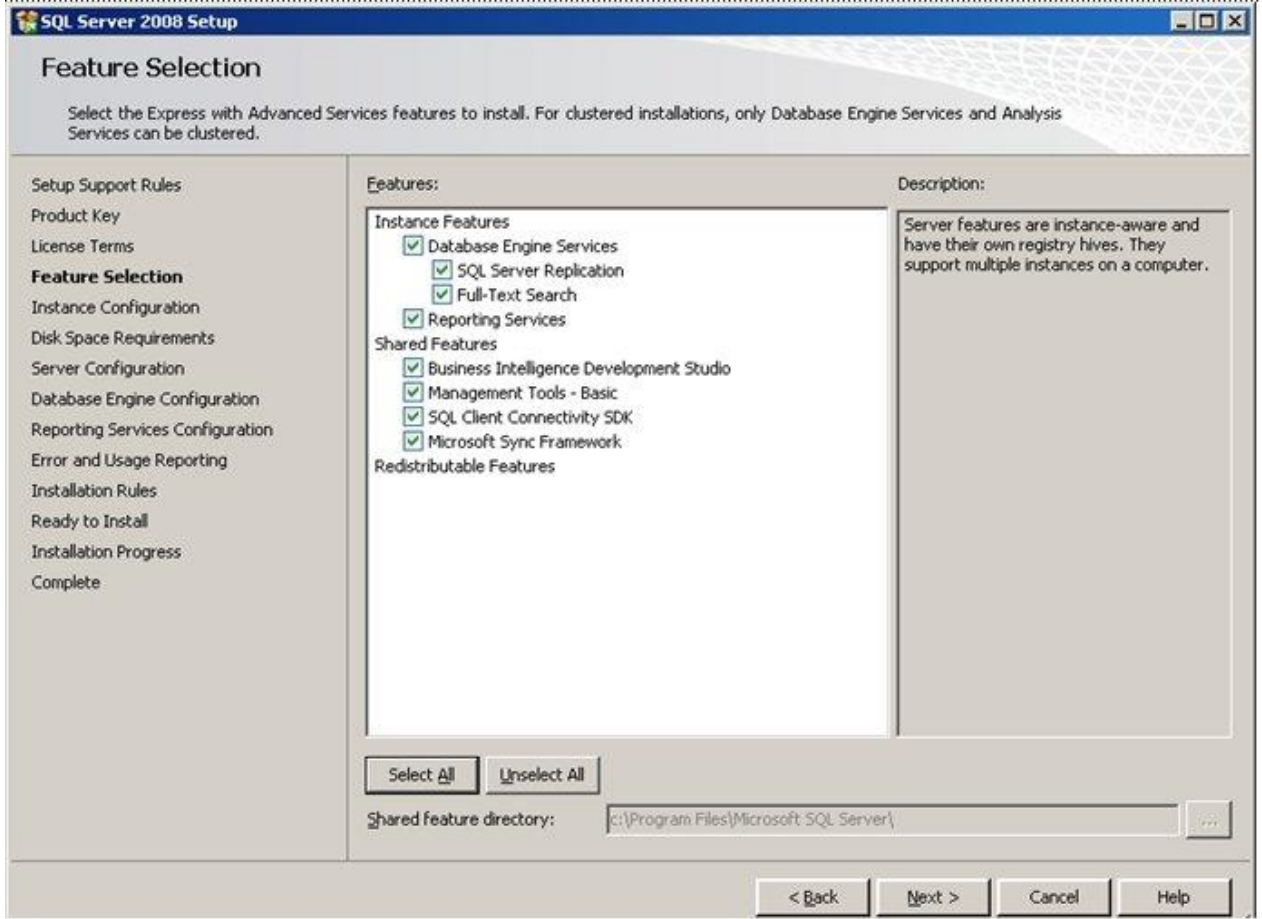 SQL Server 2008 Setup
Feature Selection
Select the Express with Advanced Services features to install. For clustered installations, only Database Engine Services and Analysis
Services can be clustered.
Setup Support Rules
Product Key
License Terms
Feature Selection
Instance Configuration
Disk Space Requirements
Server Configuration
Database Engine Configuration
Reporting Services Configuration
Error and Usage Reporting
Installation Rules
Ready to Install
Installation Progress
Complete
Features:
Instance Features
Database Engine Services
SQL Server Replication
Full-Text Search
Reporting Services
Shared Features
Business Intelligence Development Studio
Management Tools - Basic
SQL Client Connectivity SDK
Microsoft Sync Framework
Redistributable Features
Description:
Server features are instance-aware and
have their own registry hives. They
support multiple instances on a computer.
Select All
Unselect All
Shared feature directory:
c:\Program Files\Microsoft SQL Server\
...
< Back
Next >
Cancel
Help